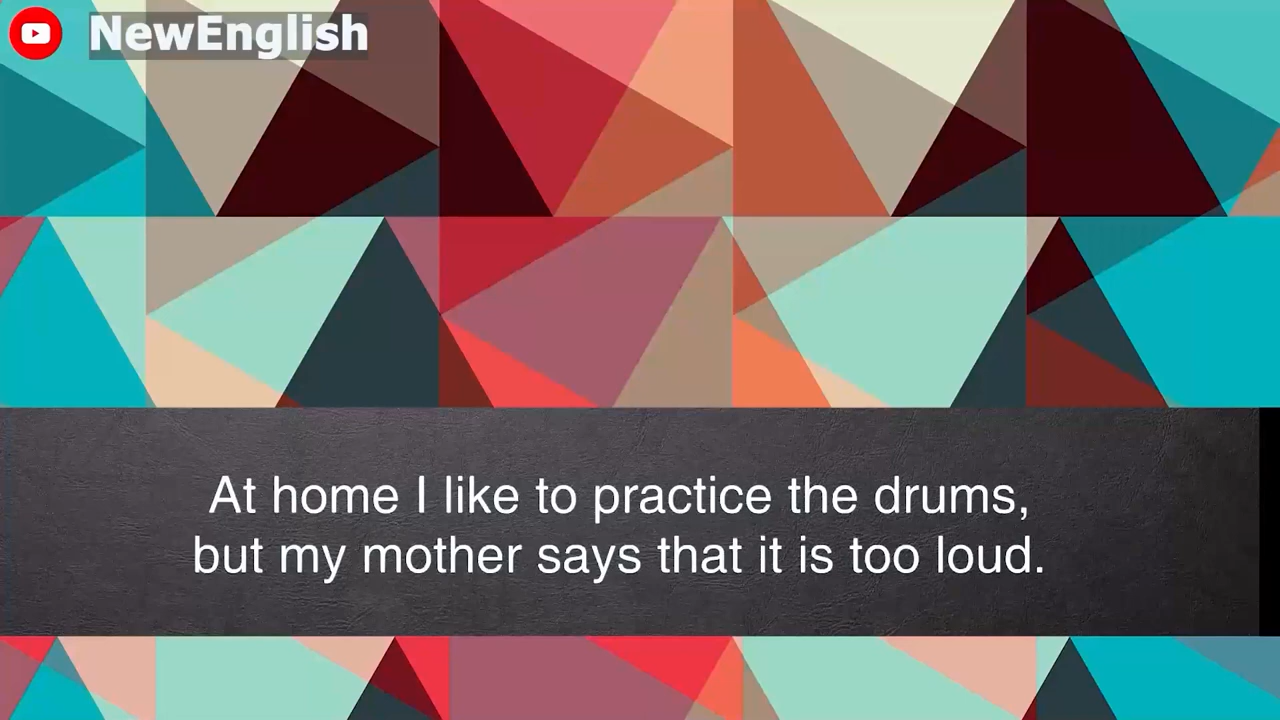 NewEnglish
At home I like to practice the drums,
but my mother says that it is too loud.